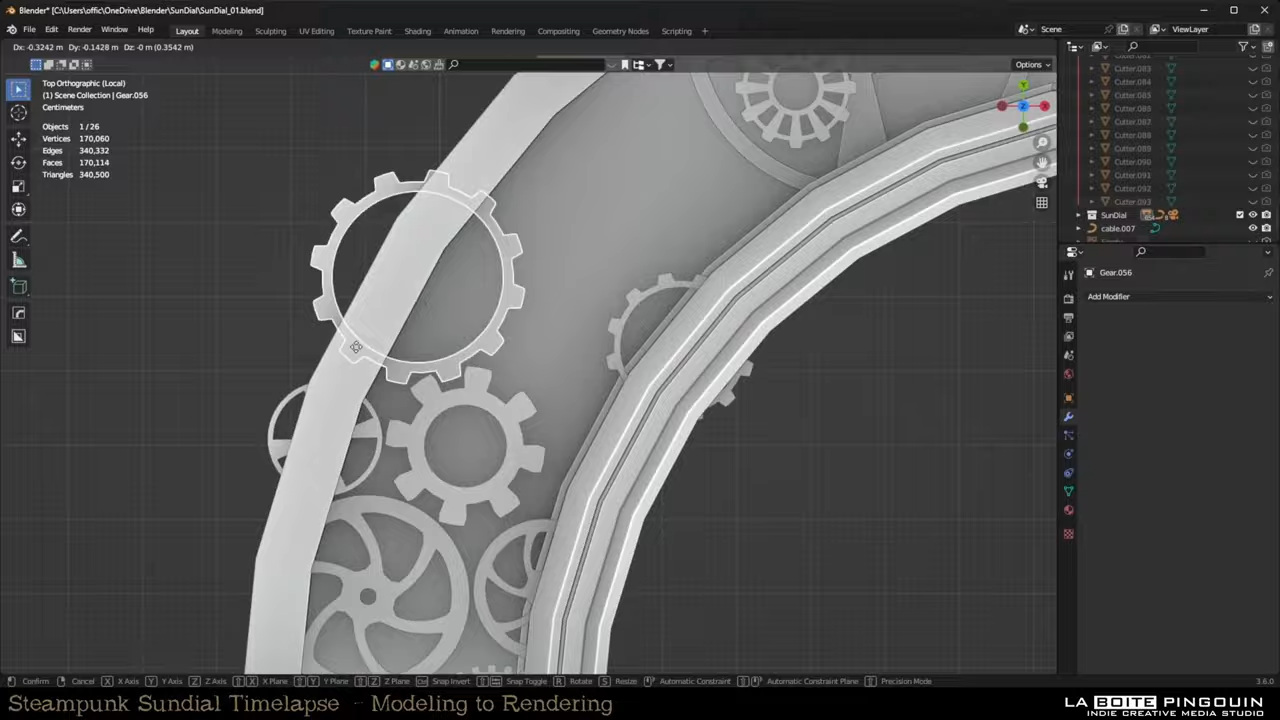 Blender* [C:\Users\offic\OneDrive\Blender\SunDial\SunDial_01.blend]
File Edit Render Window Help Layout Modeling Sculpting UV Editing Texture Paint Shading Animation Rendering Compositing Geometry Nodes Scripting + Scene ViewLayer
Dx: -0.3242 m Dy: -0.1428 m Dz: -0 m (0.3542 m)
Options
Top Orthographic (Local)
(1) Scene Collection | Gear.056
Centimeters
Objects 1 / 26
Vertices 170,060
Edges 340,332
Faces 170,114
Triangles 340,500
Cutter.083
Cutter.084
Cutter.085
Cutter.086
Cutter.087
Cutter.088
Cutter.089
Cutter.090
Cutter.091
Cutter.092
Cutter.093
SunDial
cable.007
Gear.056
Add Modifier
Confirm Cancel X X Axis Y Y Axis Z Z Axis X X Plane Y Y Plane Z Z Plane Snap Invert Snap Toggle R Rotate S Resize Automatic Constraint Automatic Constraint Plane Precision Mode 3.6.0
Steampunk Sundial Timelapse - Modeling to Rendering
LA BOITE PINGOUIN
INDIE CREATIVE MEDIA STUDIO